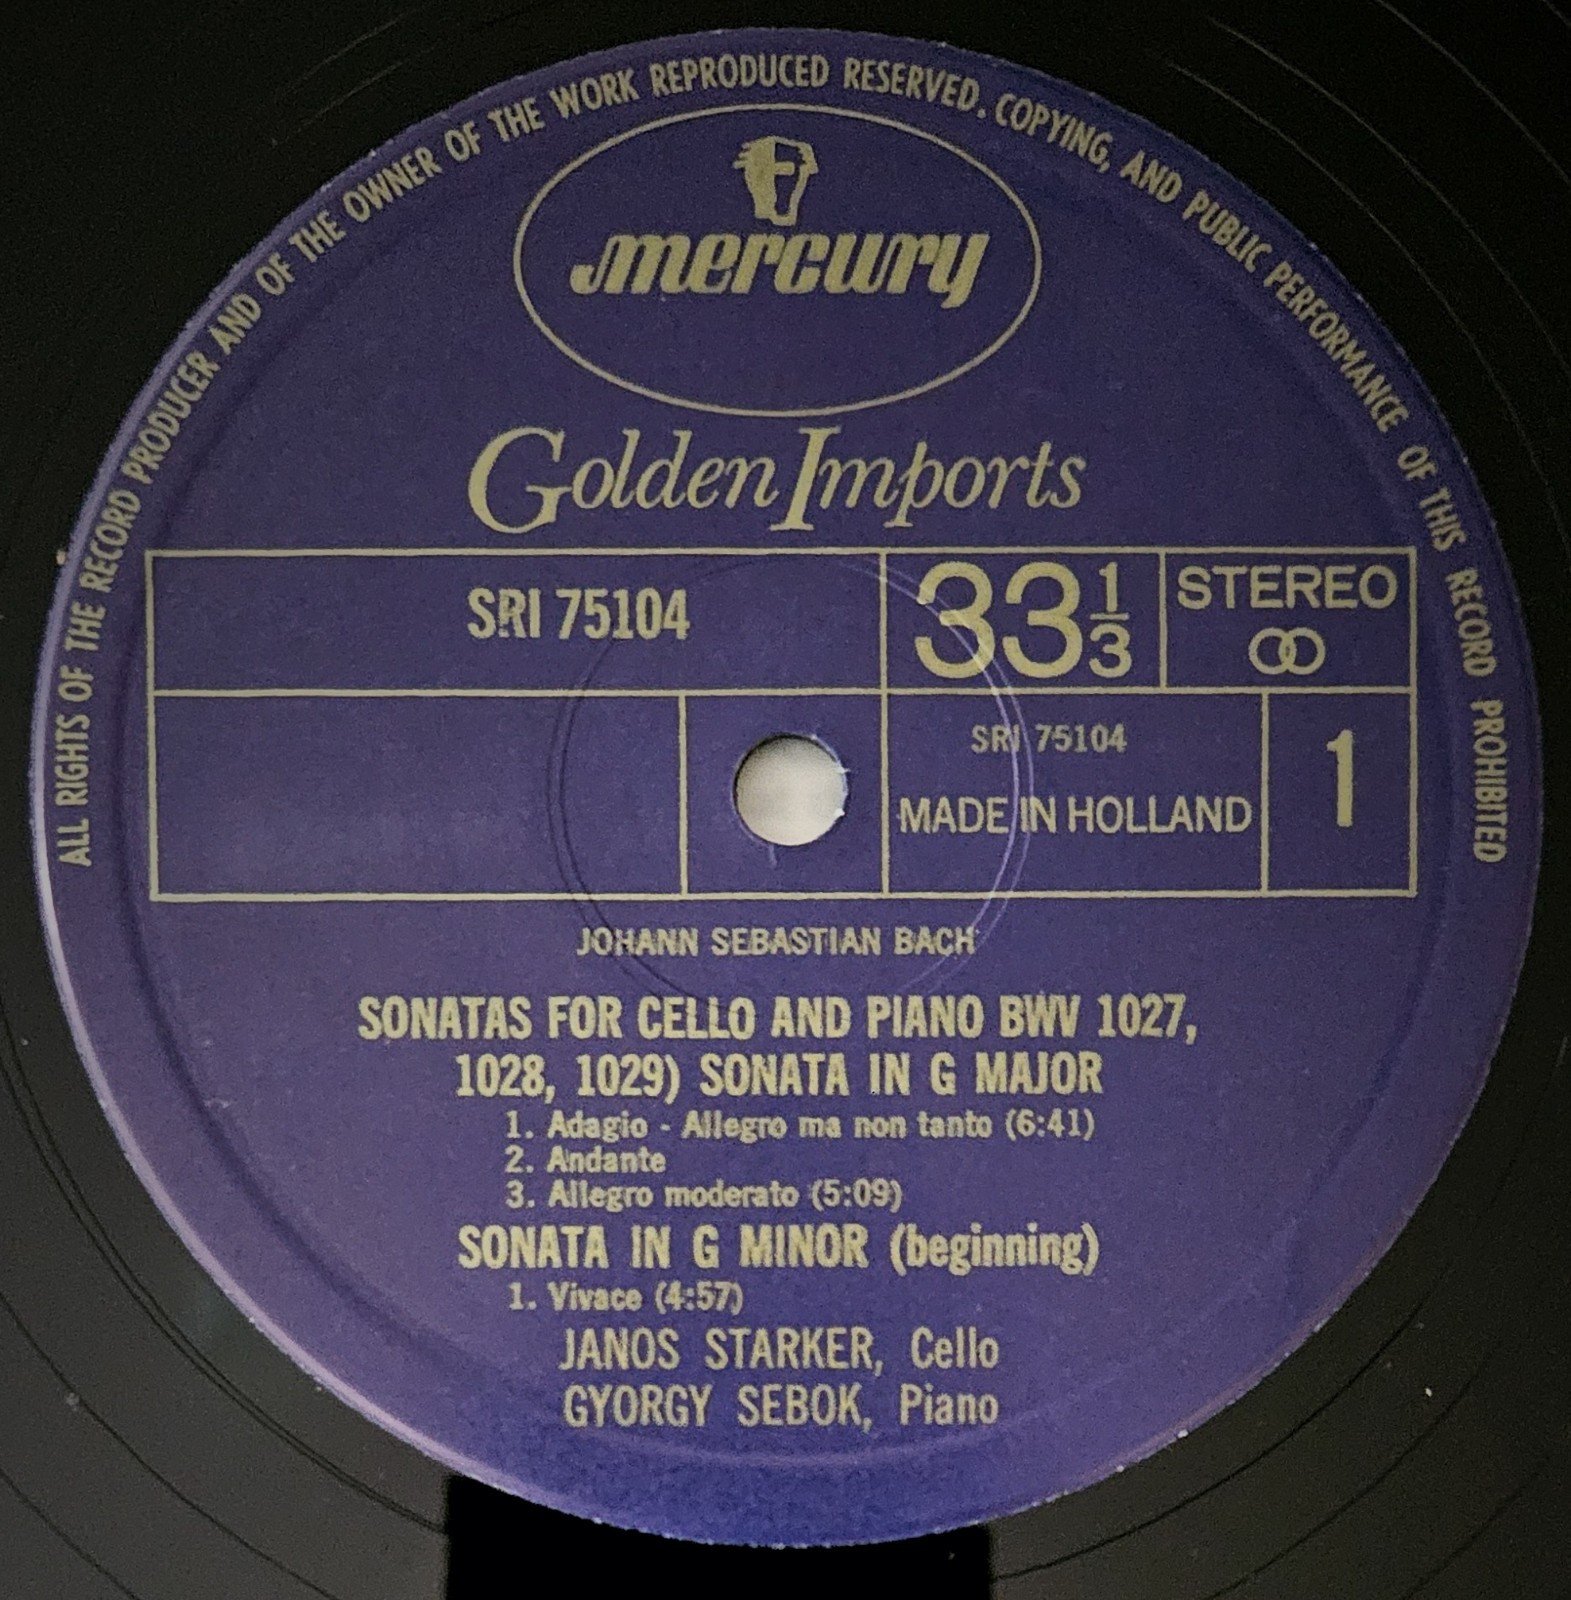 ALL RIGHTS OF THE RECORD PRODUCER AND OF THE OWNER OF THE WORK REPRODUCED RESERVED. COPYING, AND PUBLIC PERFORMANCE OF THIS RECORD PROHIBITED
mercury
Golden Imports
SRI 75104
33 1/3
STEREO
SRI 75104
MADE IN HOLLAND
1
JOHANN SEBASTIAN BACH
SONATAS FOR CELLO AND PIANO BWV 1027,
1028, 1029) SONATA IN G MAJOR
1. Adagio - Allegro ma non tanto (6:41)
2. Andante
3. Allegro moderato (5:09)
SONATA IN G MINOR (beginning)
1. Vivace (4:57)
JANOS STARKER, Cello
GYORGY SEBOK, Piano